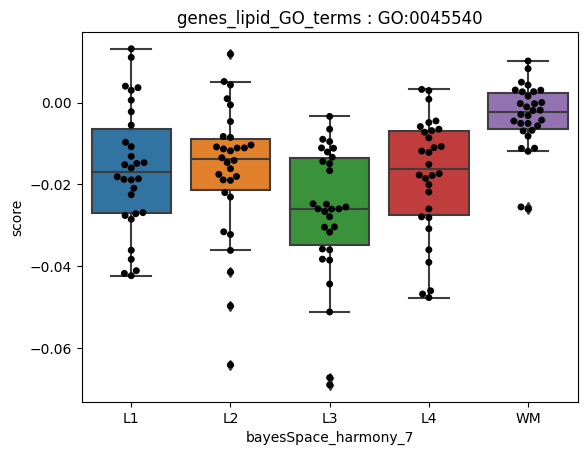 genes_lipid_GO_terms : GO:0045540
0.00
−0.02
−0.04
−0.06
score
L1 L2 L3 L4 WM
bayesSpace_harmony_7